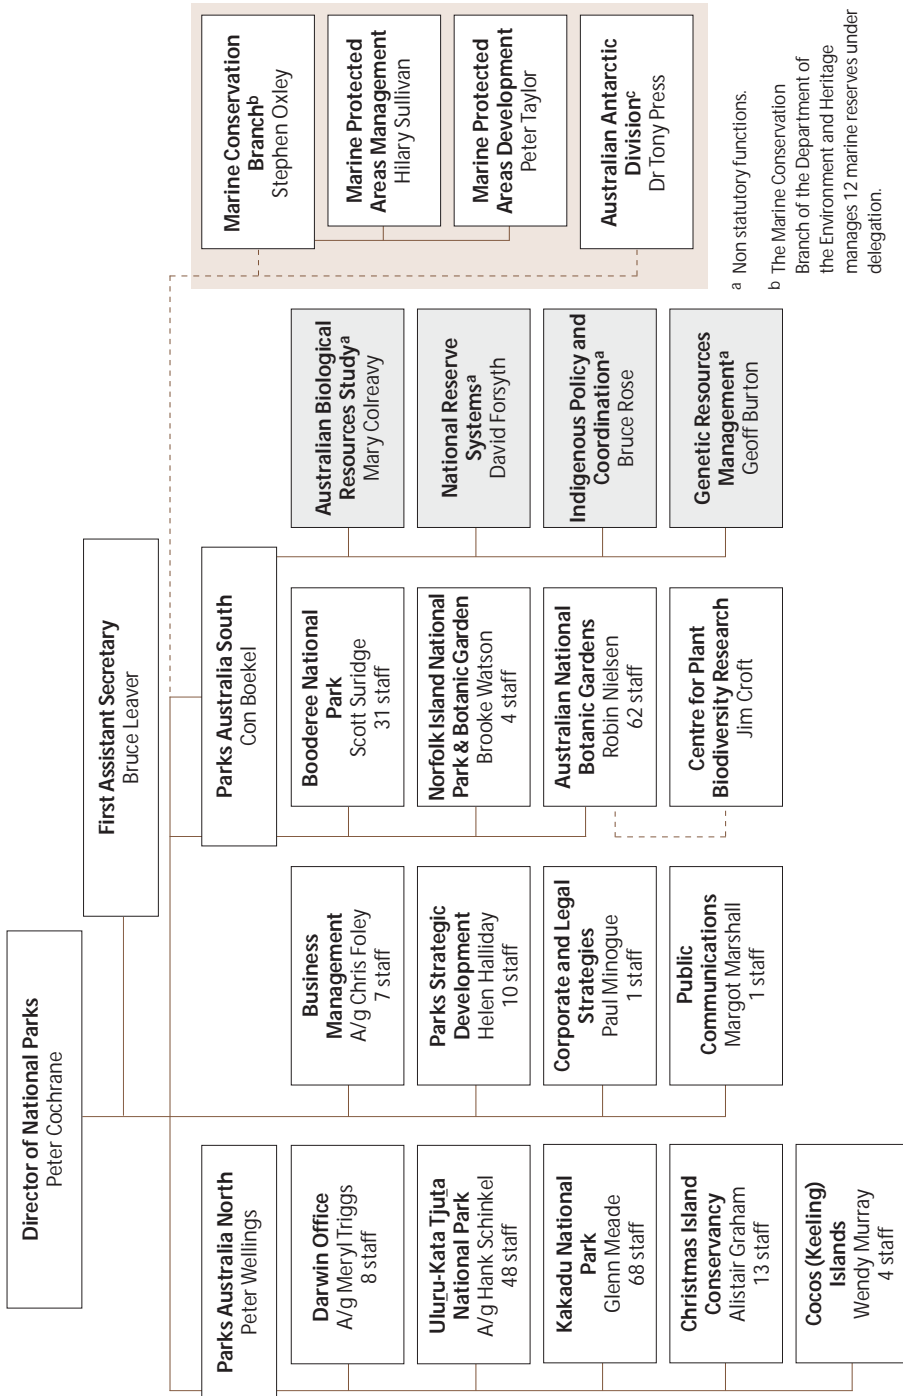 Director of National Parks
Peter Cochrane
First Assistant Secretary
Bruce Leaver
Parks Australia North
Peter Wellings
Darwin Office
A/g Meryl Triggs
8 staff
Uluṟu-Kata Tjuṯa
National Park
A/g Hank Schinkel
48 staff
Kakadu National
Park
Glenn Meade
68 staff
Christmas Island
Conservancy
Alistair Graham
13 staff
Cocos (Keeling)
Islands
Wendy Murray
4 staff
Business
Management
A/g Chris Foley
7 staff
Parks Strategic
Development
Helen Halliday
10 staff
Corporate and Legal
Strategies
Paul Minogue
1 staff
Public
Communications
Margot Marshall
1 staff
Parks Australia South
Con Boekel
Booderee National
Park
Scott Suridge
31 staff
Norfolk Island National
Park & Botanic Garden
Brooke Watson
4 staff
Australian National
Botanic Gardens
Robin Nielsen
62 staff
Centre for Plant
Biodiversity Research
Jim Croft
Australian Biological
Resources Studyᵃ
Mary Colreavy
National Reserve
Systemsᵃ
David Forsyth
Indigenous Policy and
Coordinationᵃ
Bruce Rose
Genetic Resources
Managementᵃ
Geoff Burton
Marine Conservation
Branchᵇ
Stephen Oxley
Marine Protected
Areas Management
Hilary Sullivan
Marine Protected
Areas Development
Peter Taylor
Australian Antarctic
Divisionᶜ
Dr Tony Press
a Non statutory functions.
b The Marine Conservation
Branch of the Department of
the Environment and Heritage
manages 12 marine reserves under
delegation.